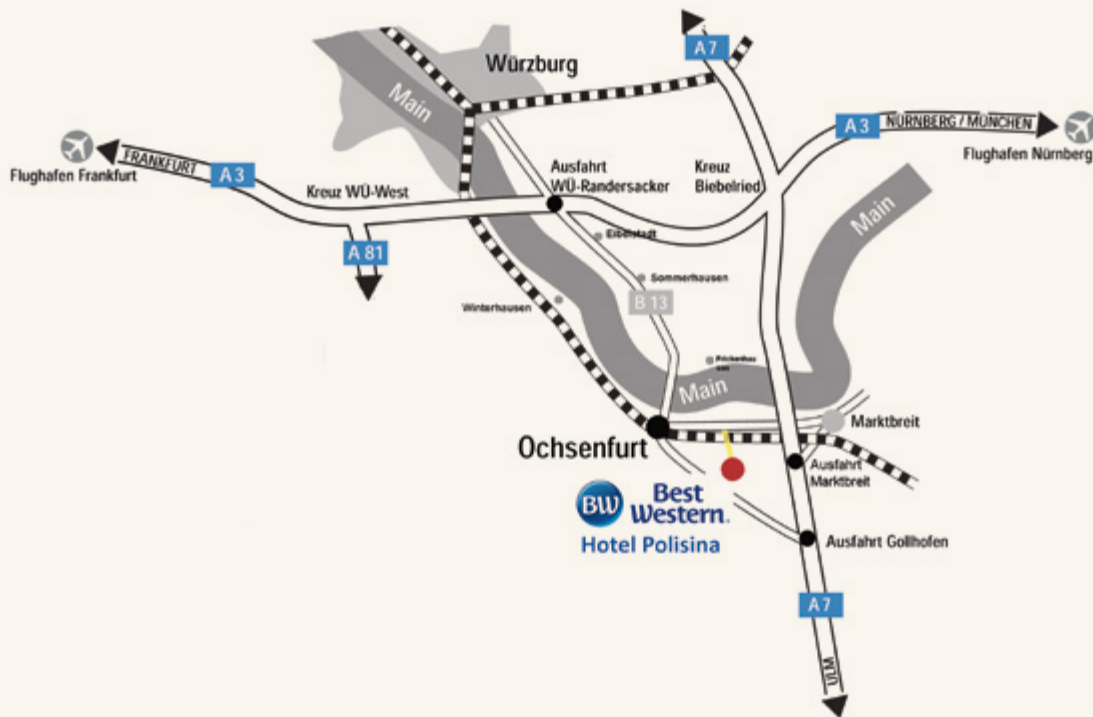 A7
Würzburg
Main
A3
NÜRNBERG / MÜNCHEN
Flughafen Nürnberg
FRANKFURT
A3
Flughafen Frankfurt
Kreuz WÜ-West
Ausfahrt
WÜ-Randersacker
Kreuz
Biebelried
Main
A 81
Eibelstadt
Sommerhausen
B 13
Winterhausen
Main
Marktbreit
Ochsenfurt
Ausfahrt
Marktbreit
BW Best
Western.
Hotel Polisina
Ausfahrt Gollhofen
A7
ULM